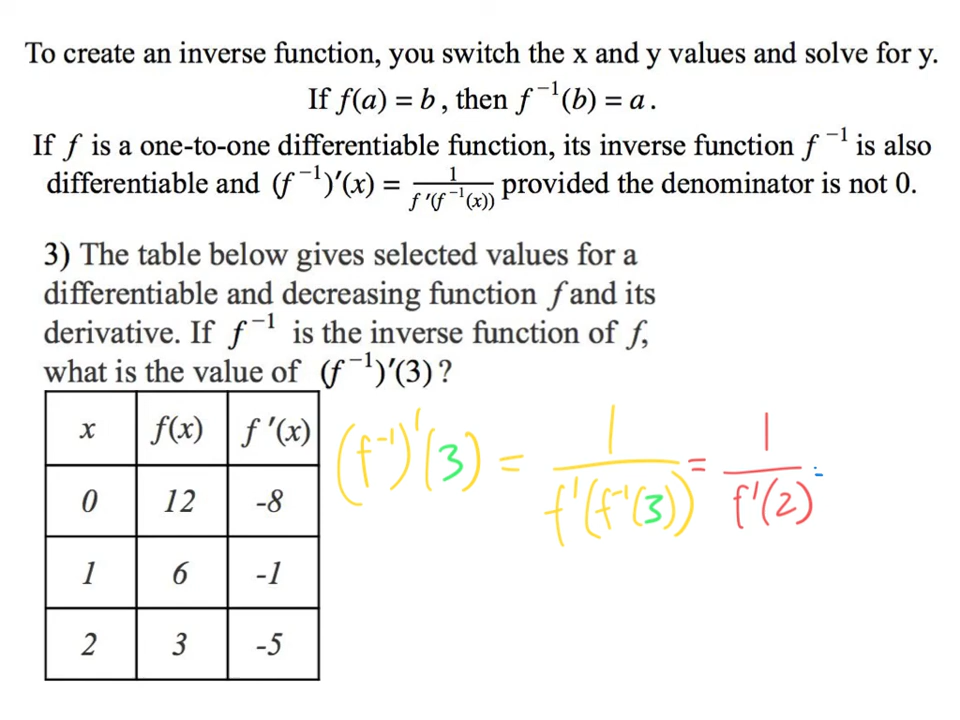 To create an inverse function, you switch the x and y values and solve for y.
If f(a) = b, then f⁻¹(b) = a.
If f is a one-to-one differentiable function, its inverse function f⁻¹ is also
differentiable and (f⁻¹)′(x) = 1/f′(f⁻¹(x)) provided the denominator is not 0.
3) The table below gives selected values for a
differentiable and decreasing function f and its
derivative. If f⁻¹ is the inverse function of f,
what is the value of (f⁻¹)′(3)?
x f(x) f′(x)
0 12 -8
1 6 -1
2 3 -5
(f⁻¹)′(3) = 1/f′(f⁻¹(3)) = 1/f′(2) =